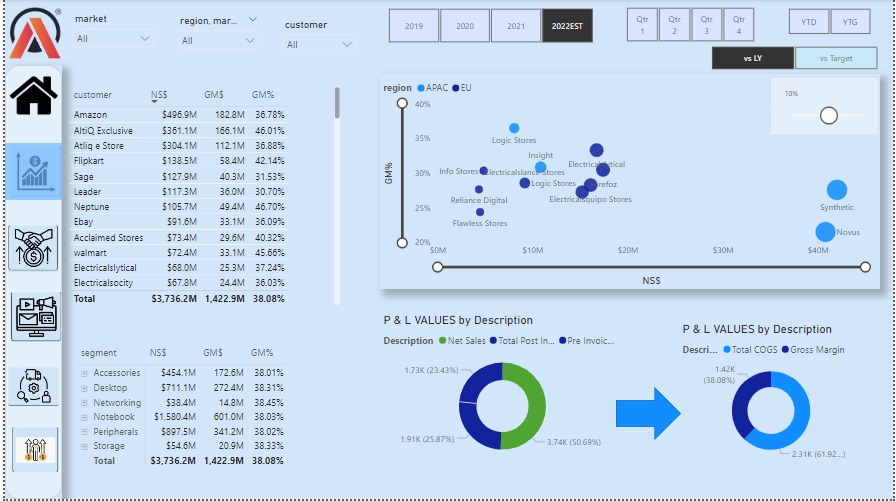 market
region, mar...
customer
All
All
All
2019
2020
2021
2022EST
Qtr 1
Qtr 2
Qtr 3
Qtr 4
YTD
YTG
vs LY
vs Target
customer NS$ GM$ GM%
Amazon $496.9M 182.8M 36.78%
AltiQ Exclusive $361.1M 166.1M 46.01%
Atliq e Store $304.1M 112.1M 36.88%
Flipkart $138.5M 58.4M 42.14%
Sage $127.9M 40.3M 31.53%
Leader $117.3M 36.0M 30.70%
Neptune $105.7M 49.4M 46.70%
Ebay $91.6M 33.1M 36.09%
Acclaimed Stores $73.4M 29.6M 40.32%
walmart $72.4M 33.1M 45.66%
Electricalslytical $68.0M 25.3M 37.24%
Electricalsocity $67.8M 24.4M 36.03%
Total $3,736.2M 1,422.9M 38.08%
region APAC EU
10%
40%
35%
30%
25%
20%
GM%
Logic Stores
Insight
Info Stores
Electricalslance Stores
Logic Stores
Reliance Digital
Electricalsquipo Stores
Flawless Stores
Synthetic
Novus
$0M $10M $20M $30M $40M
NS$
segment NS$ GM$ GM%
Accessories $454.1M 172.6M 38.01%
Desktop $711.1M 272.4M 38.31%
Networking $38.4M 14.8M 38.45%
Notebook $1,580.4M 601.0M 38.03%
Peripherals $897.5M 341.2M 38.02%
Storage $54.6M 20.9M 38.33%
Total $3,736.2M 1,422.9M 38.08%
P & L VALUES by Description
Description Net Sales Total Post In... Pre Invoic...
1.73K (23.43%)
1.91K (25.87%)
3.74K (50.69%)
P & L VALUES by Description
Descri... Total COGS Gross Margin
1.42K
(38.08%)
2.31K (61.92...)